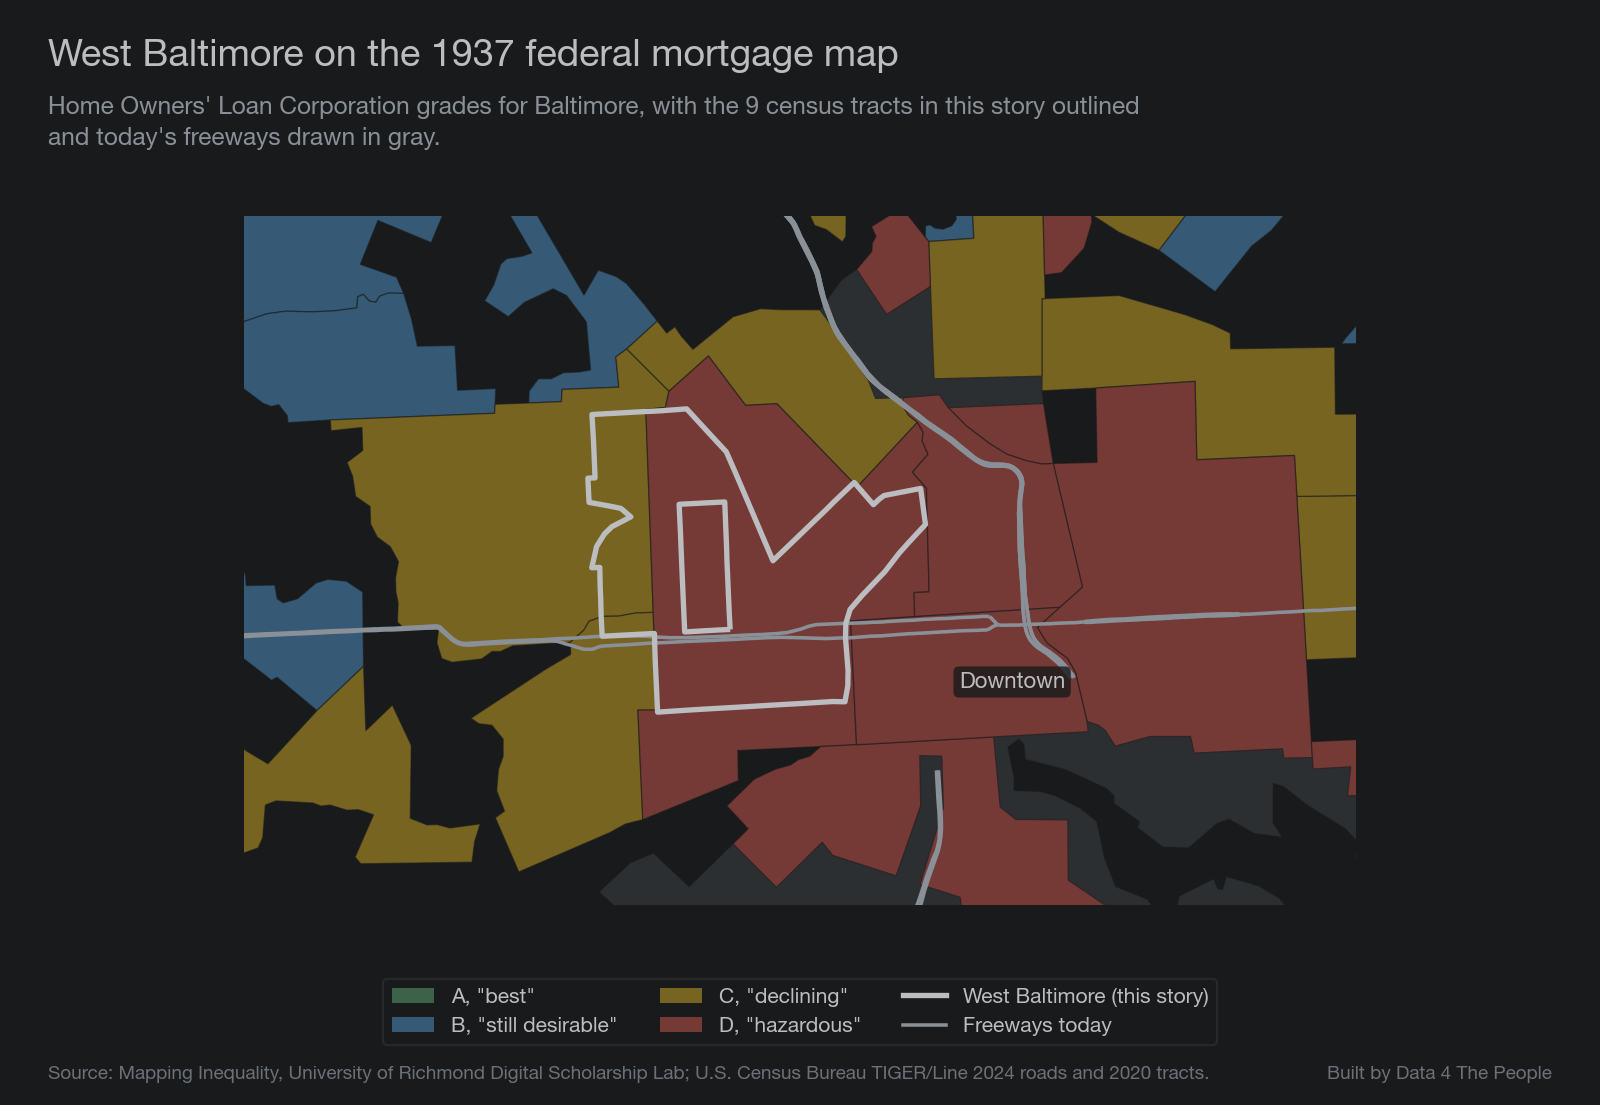 West Baltimore on the 1937 federal mortgage map
Home Owners' Loan Corporation grades for Baltimore, with the 9 census tracts in this story outlined
and today's freeways drawn in gray.
Downtown
A, "best"
B, "still desirable"
C, "declining"
D, "hazardous"
West Baltimore (this story)
Freeways today
Source: Mapping Inequality, University of Richmond Digital Scholarship Lab; U.S. Census Bureau TIGER/Line 2024 roads and 2020 tracts.
Built by Data 4 The People